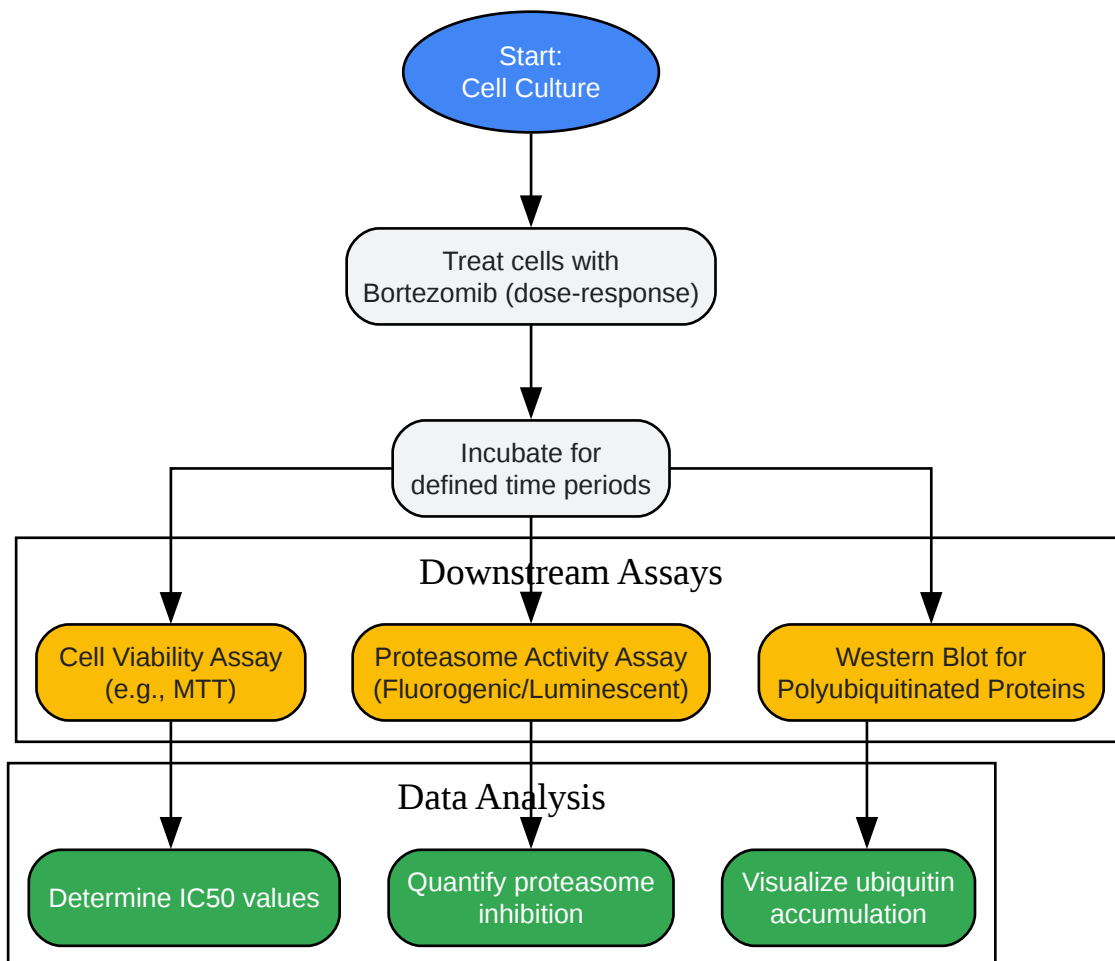 Start:
Cell Culture
Treat cells with
Bortezomib (dose-response)
Incubate for
defined time periods
Downstream Assays
Cell Viability Assay
(e.g., MTT)
Proteasome Activity Assay
(Fluorogenic/Luminescent)
Western Blot for
Polyubiquitinated Proteins
Data Analysis
Determine IC50 values
Quantify proteasome
inhibition
Visualize ubiquitin
accumulation